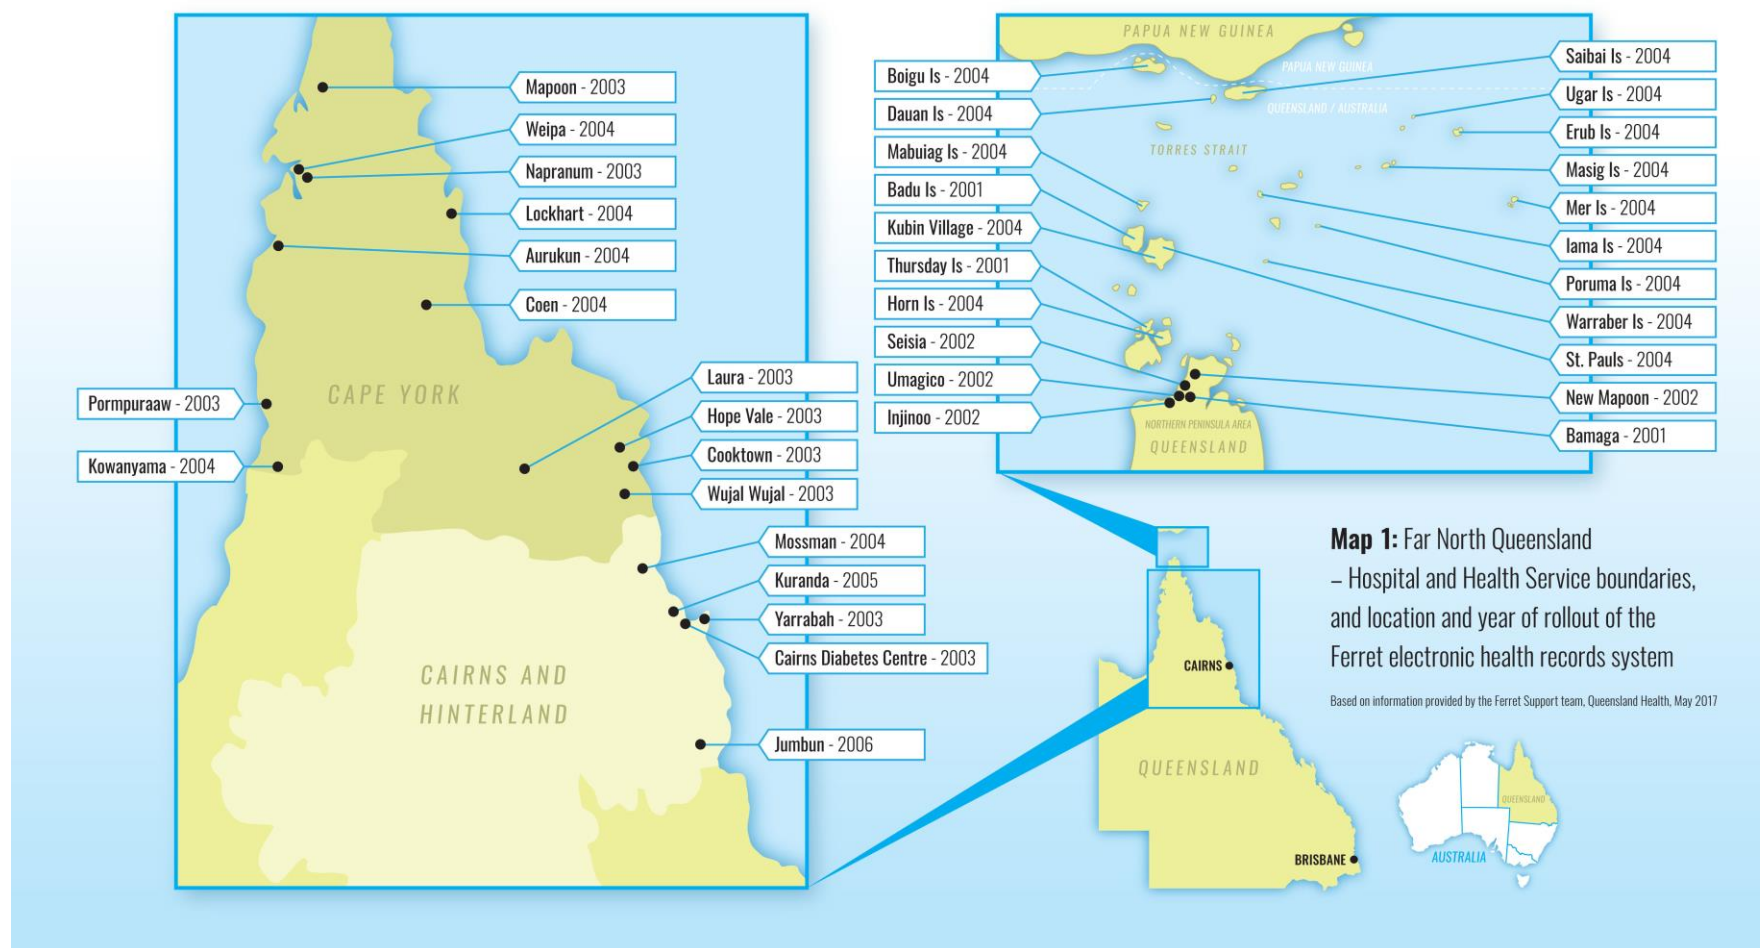 Mapoon - 2003
Weipa - 2004
Napranum - 2003
Lockhart - 2004
Aurukun - 2004
Coen - 2004
CAPE YORK
Pormpuraaw - 2003
Kowanyama - 2004
Laura - 2003
Hope Vale - 2003
Cooktown - 2003
Wujal Wujal - 2003
Mossman - 2004
Kuranda - 2005
Yarrabah - 2003
Cairns Diabetes Centre - 2003
Jumbun - 2006
CAIRNS AND
HINTERLAND
Boigu Is - 2004
Dauan Is - 2004
Mabuiag Is - 2004
Badu Is - 2001
Kubin Village - 2004
Thursday Is - 2001
Horn Is - 2004
Seisia - 2002
Umagico - 2002
Injinoo - 2002
PAPUA NEW GUINEA
PAPUA NEW GUINEA
QUEENSLAND / AUSTRALIA
TORRES STRAIT
NORTHERN PENINSULA AREA
QUEENSLAND
Saibai Is - 2004
Ugar Is - 2004
Erub Is - 2004
Masig Is - 2004
Mer Is - 2004
Iama Is - 2004
Poruma Is - 2004
Warraber Is - 2004
St. Pauls - 2004
New Mapoon - 2002
Bamaga - 2001
Map 1: Far North Queensland
– Hospital and Health Service boundaries,
and location and year of rollout of the
Ferret electronic health records system
Based on information provided by the Ferret Support team, Queensland Health, May 2017
CAIRNS
QUEENSLAND
BRISBANE
QUEENSLAND
AUSTRALIA